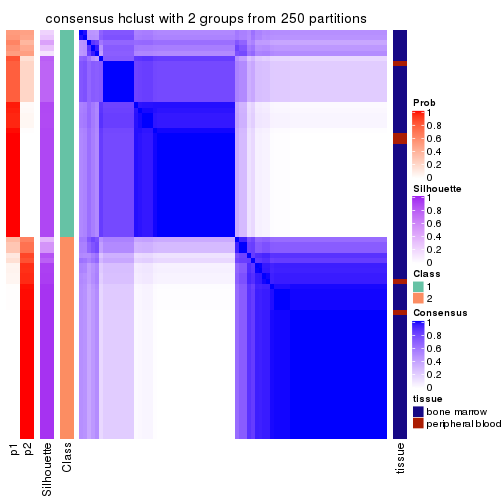 consensus hclust with 2 groups from 250 partitions
Prob
1
0.8
0.6
0.4
0.2
0
Silhouette
1
0.8
0.6
0.4
0.2
0
Class
1
2
Consensus
1
0.8
0.6
0.4
0.2
0
tissue
bone marrow
peripheral blood
p1
p2
Silhouette
Class
tissue